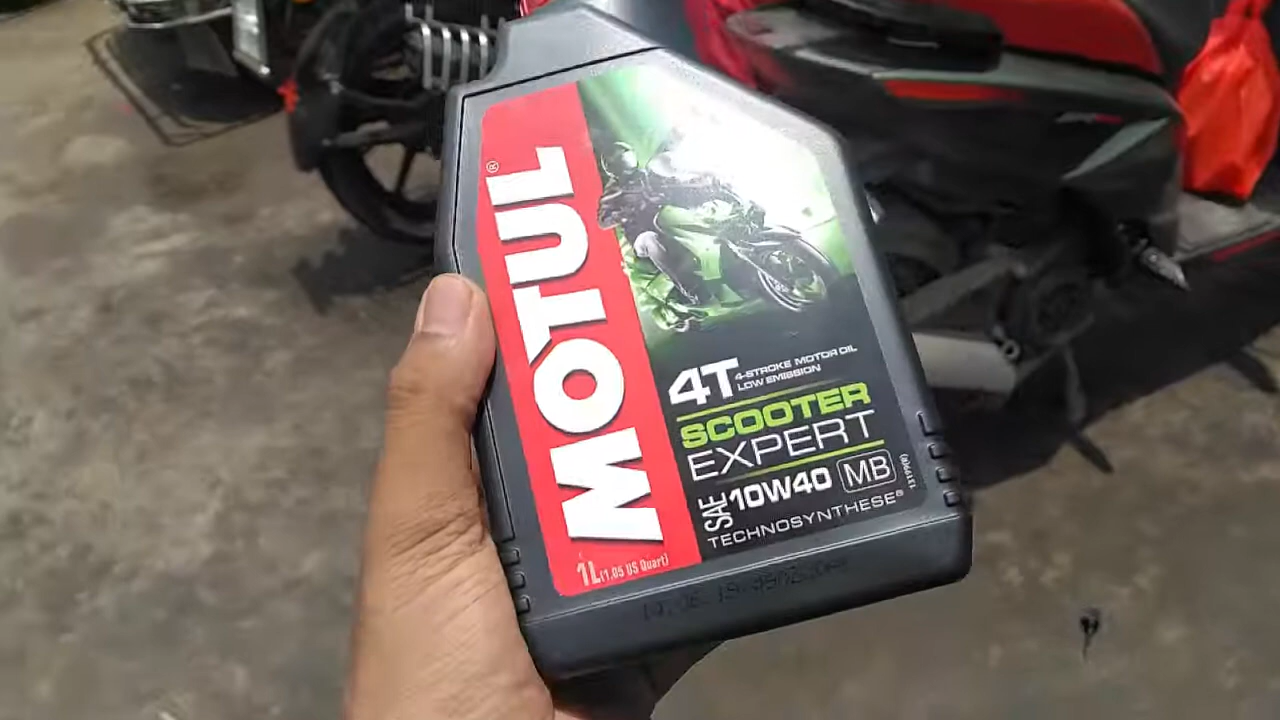 MOTUL®
4T 4-STROKE MOTOR OIL
LOW EMISSION
SCOOTER
EXPERT
SAE 10W40 MB
TECHNOSYNTHESE®
1L (1.05 US Quart)